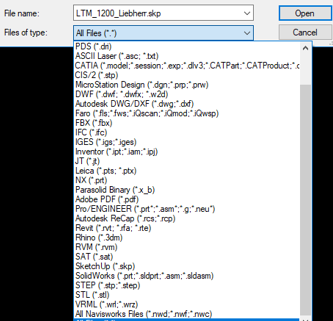 File name:
LTM_1200_Liebherr.skp
Open
Files of type:
All Files (*.*)
Cancel
PDS (*.dri)
ASCII Laser (*.asc; *.txt)
CATIA (*.model;*.session;*.exp;*.dlv3;*.CATPart;*.CATProduct;*.c
CIS/2 (*.stp)
MicroStation Design (*.dgn;*.prp;*.prw)
DWF (*.dwf; *.dwfx; *.w2d)
Autodesk DWG/DXF (*.dwg;*.dxf)
Faro (*.fls;*.fws;*.iQscan;*.iQmod;*.iQwsp)
FBX (*.fbx)
IFC (*.ifc)
IGES (*.igs;*.iges)
Inventor (*.ipt;*.iam;*.ipj)
JT (*.jt)
Leica (*.pts; *.ptx)
NX (*.prt)
Parasolid Binary (*.x_b)
Adobe PDF (*.pdf)
Pro/ENGINEER (*.prt*;*.asm*;*.g;*.neu*)
Autodesk ReCap (*.rcs;*.rcp)
Revit (*.rvt; *.rfa; *.rte)
Rhino (*.3dm)
RVM (*.rvm)
SAT (*.sat)
SketchUp (*.skp)
SolidWorks (*.prt;*.sldprt;*.asm;*.sldasm)
STEP (*.stp;*.step)
STL (*.stl)
VRML (*.wrl;*.wrz)
All Navisworks Files (*.nwd;*.nwf;*.nwc)